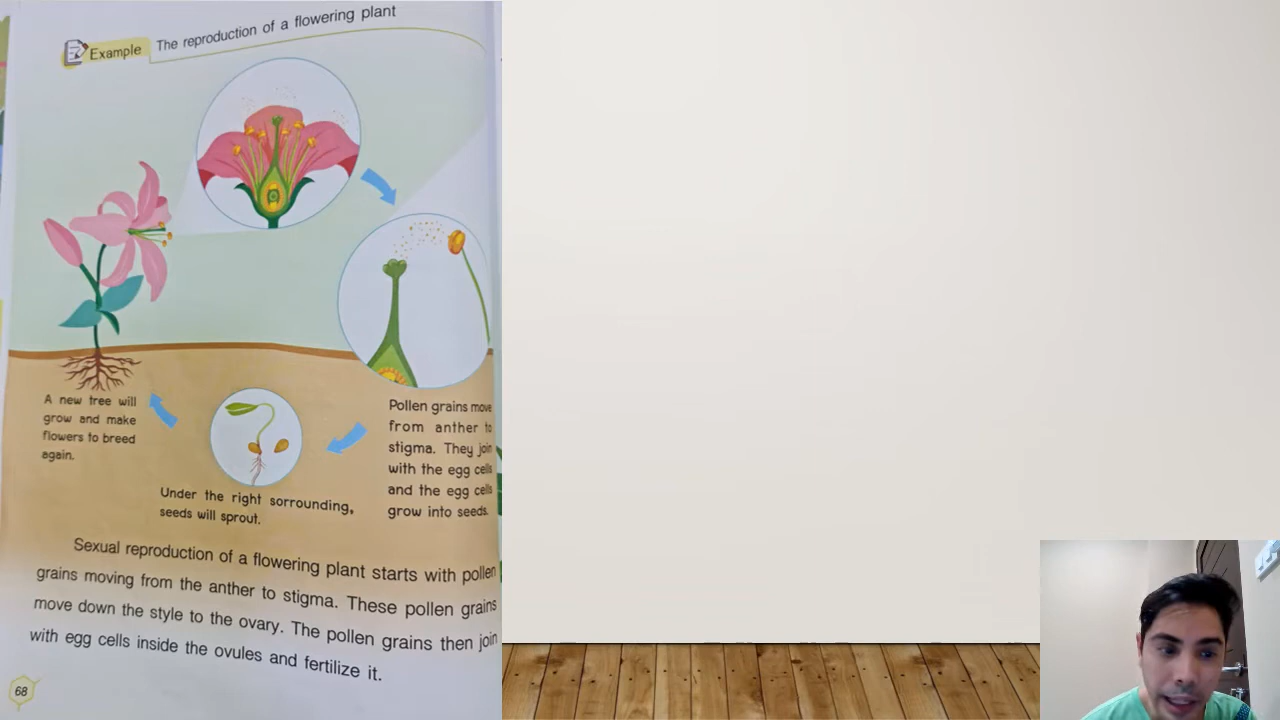 Example The reproduction of a flowering plant
A new tree will
grow and make
flowers to breed
again.
Under the right sorrounding,
seeds will sprout.
Pollen grains move
from anther to
stigma. They join
with the egg cells
and the egg cells
grow into seeds.
Sexual reproduction of a flowering plant starts with pollen
grains moving from the anther to stigma. These pollen grains
move down the style to the ovary. The pollen grains then join
with egg cells inside the ovules and fertilize it.
68